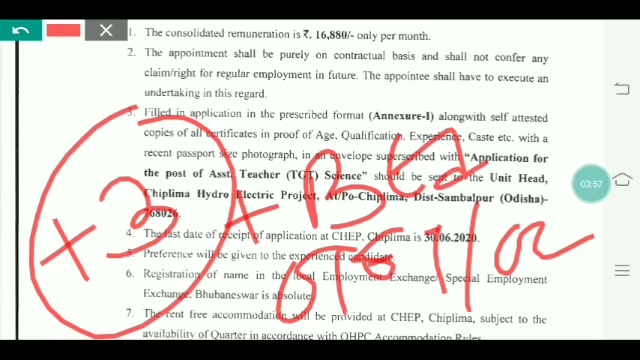 1. The consolidated remuneration is ₹. 16,880/- only per month.
2. The appointment shall be purely on contractual basis and shall not confer any
claim/right for regular employment in future. The appointee shall have to execute an
undertaking in this regard.
3. Filled in application in the prescribed format (Annexure-I) alongwith self attested
copies of all certificates in proof of Age, Qualification, Experience, Caste etc. with a
recent passport size photograph, in an envelope superscribed with "Application for
the post of Asst. Teacher (TGT) Science" should be sent to the Unit Head,
Chiplima Hydro Electric Project, At/Po-Chiplima, Dist-Sambalpur (Odisha)-
768026.
03:57
4. The last date of receipt of application at CHEP, Chiplima is 30.06.2020.
5. Preference will be given to the experienced candidate.
6. Registration of name in the local Employment Exchange/ Special Employment
Exchange, Bhubaneswar is absolute.
7. The rent free accommodation will be provided at CHEP, Chiplima, subject to the
availability of Quarter in accordance with OHPC Accommodation Rules.
+3 + B